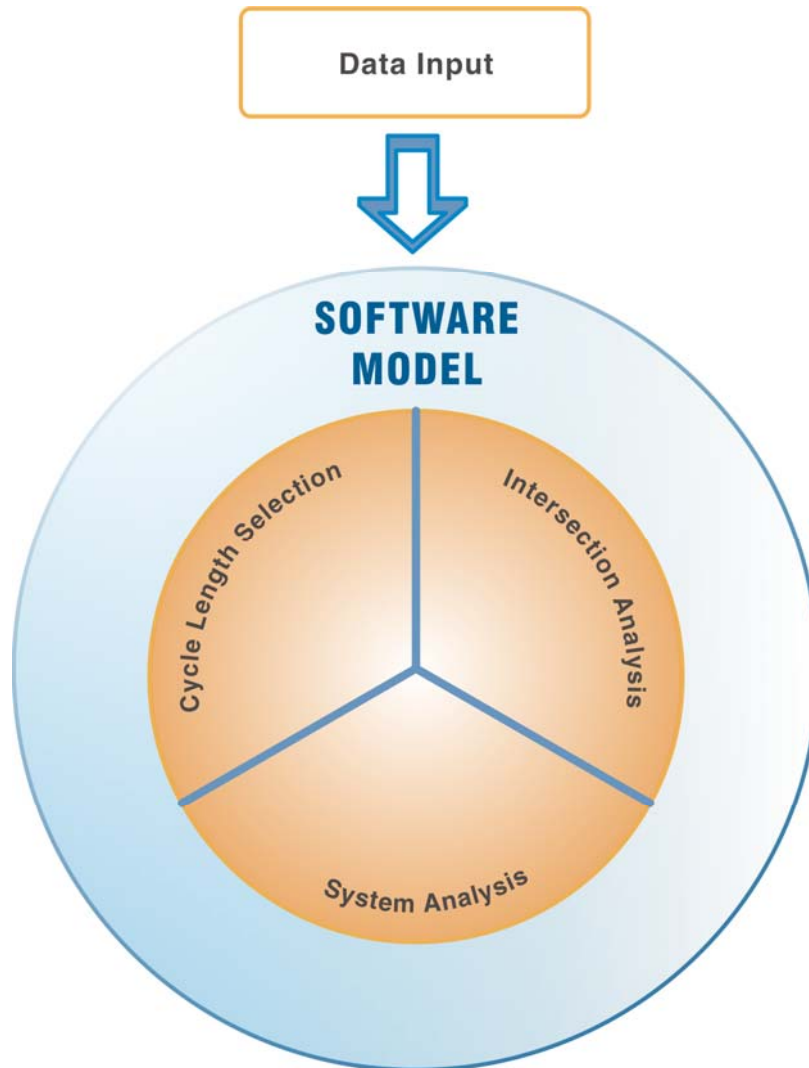 Data Input
SOFTWARE
MODEL
Cycle Length Selection
Intersection Analysis
System Analysis